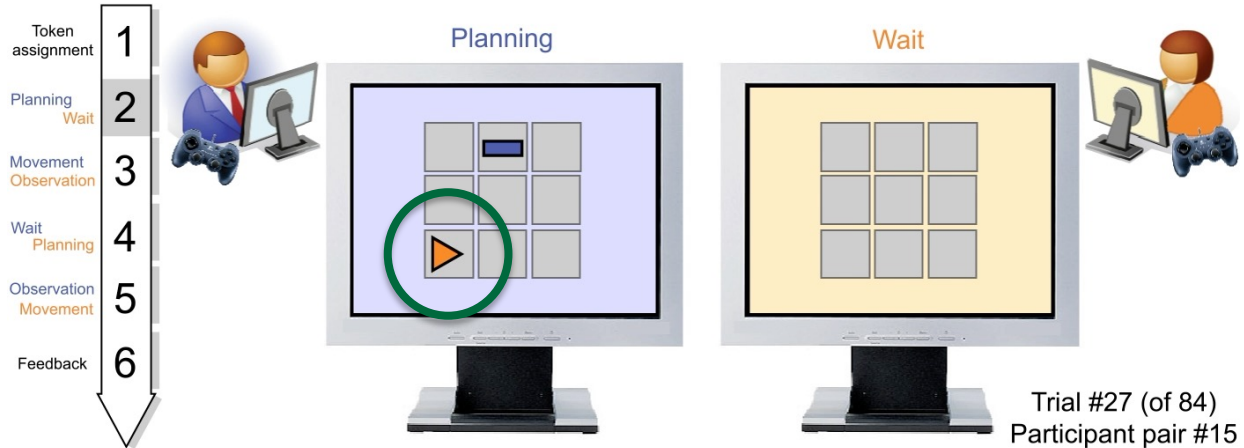 Token
assignment
1
Planning
Wait
2
Movement
Observation
3
Wait
Planning
4
Observation
Movement
5
Feedback
6
Planning
Wait
Trial #27 (of 84)
Participant pair #15